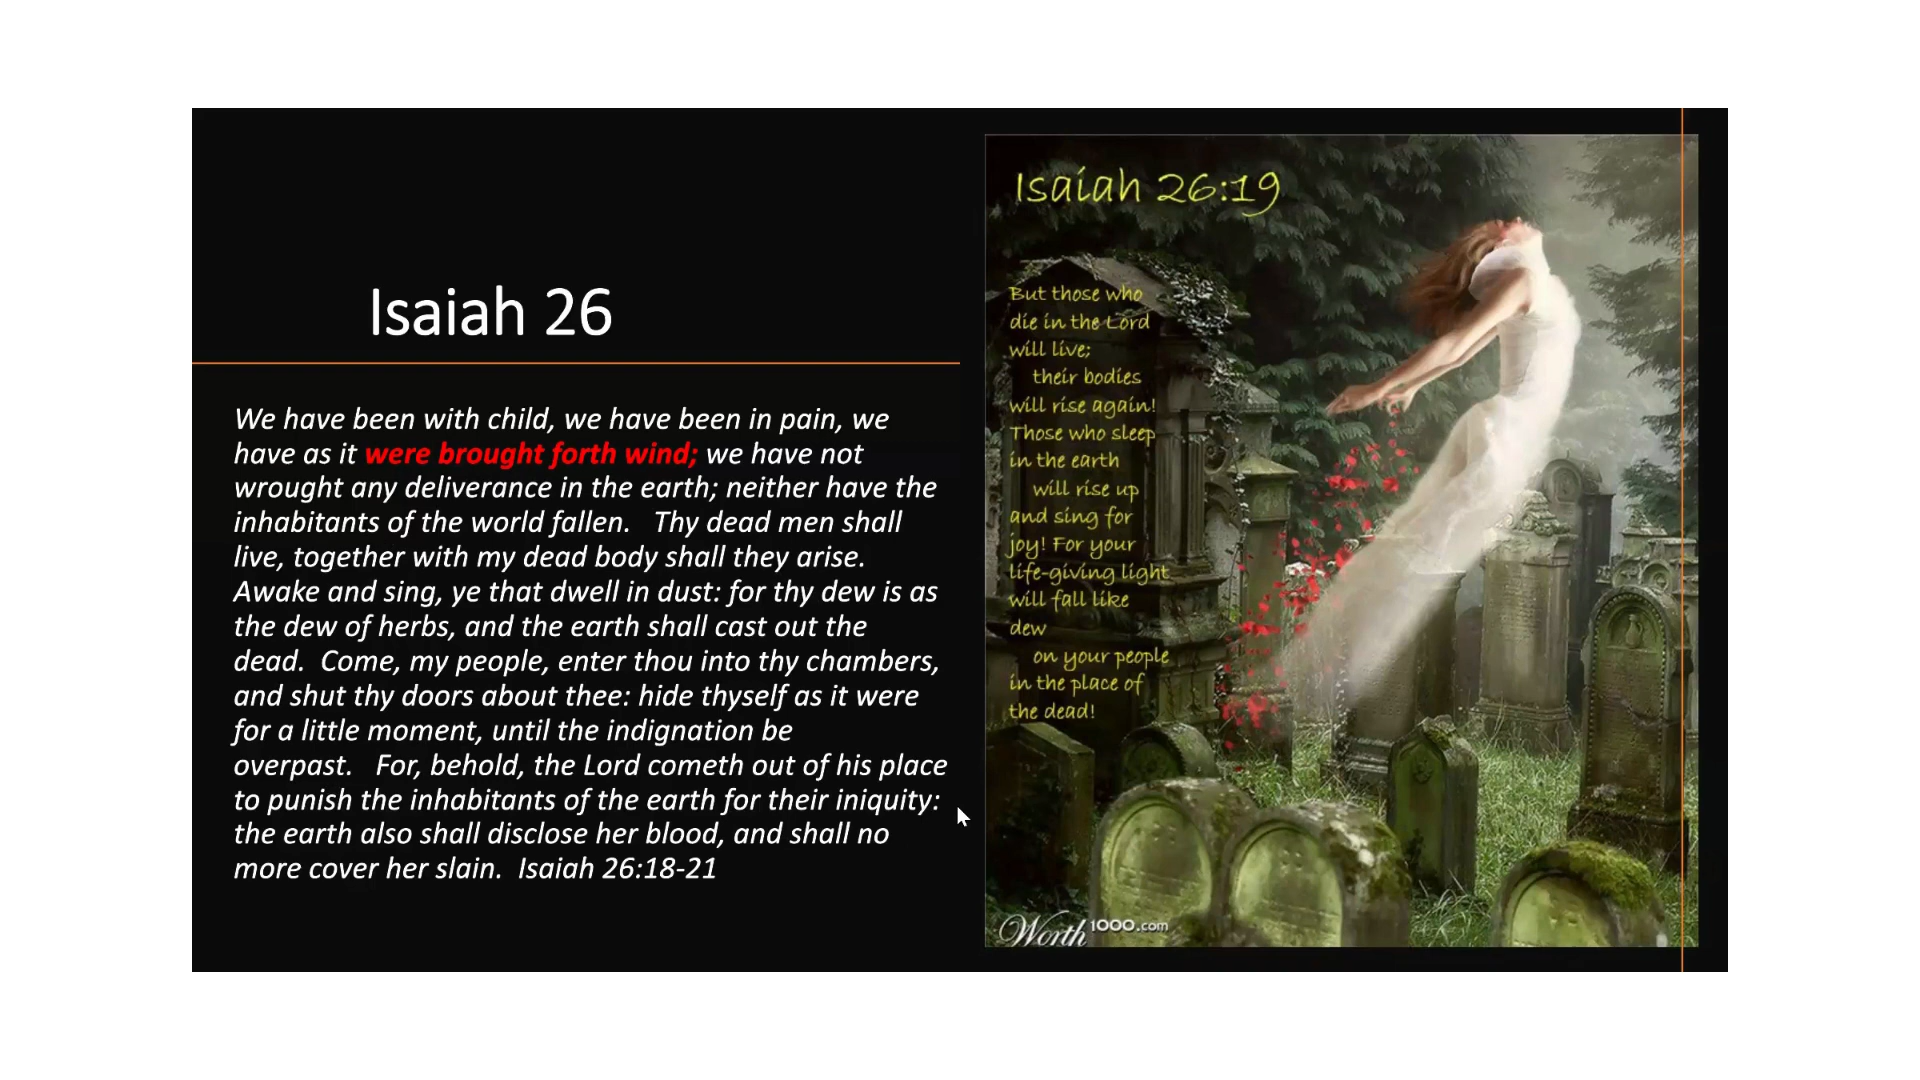 Isaiah 26
We have been with child, we have been in pain, we
have as it were brought forth wind; we have not
wrought any deliverance in the earth; neither have the
inhabitants of the world fallen. Thy dead men shall
live, together with my dead body shall they arise.
Awake and sing, ye that dwell in dust: for thy dew is as
the dew of herbs, and the earth shall cast out the
dead. Come, my people, enter thou into thy chambers,
and shut thy doors about thee: hide thyself as it were
for a little moment, until the indignation be
overpast. For, behold, the Lord cometh out of his place
to punish the inhabitants of the earth for their iniquity:
the earth also shall disclose her blood, and shall no
more cover her slain. Isaiah 26:18-21
Isaiah 26:19
But those who
die in the Lord
will live;
their bodies
will rise again!
Those who sleep
in the earth
will rise up
and sing for
joy! For your
life-giving light
will fall like
dew
on your people
in the place of
the dead!
Worth1000.com